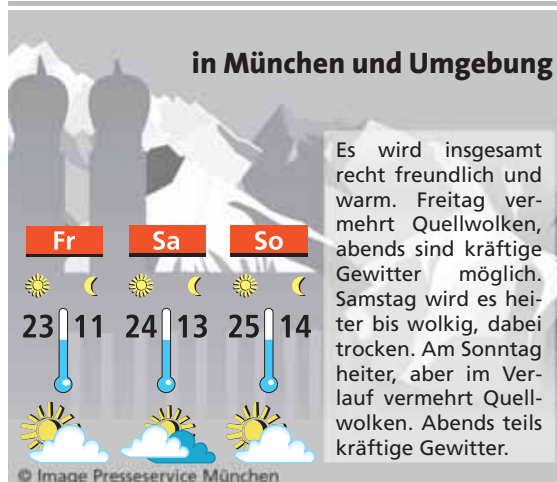 in München und Umgebung
Es wird insgesamt
recht freundlich und
warm. Freitag ver-
mehrt Quellwolken,
abends sind kräftige
Gewitter möglich.
Samstag wird es hei-
ter bis wolkig, dabei
trocken. Am Sonntag
heiter, aber im Ver-
lauf vermehrt Quell-
wolken. Abends teils
kräftige Gewitter.
Fr Sa So
23 11 24 13 25 14
© Image Presseservice München